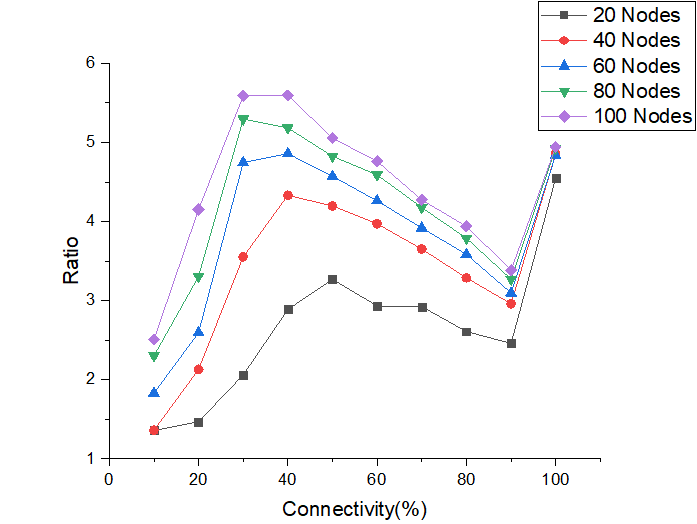 20 Nodes
40 Nodes
60 Nodes
80 Nodes
100 Nodes
6
5
4
3
2
1
Ratio
0 20 40 60 80 100
Connectivity(%)